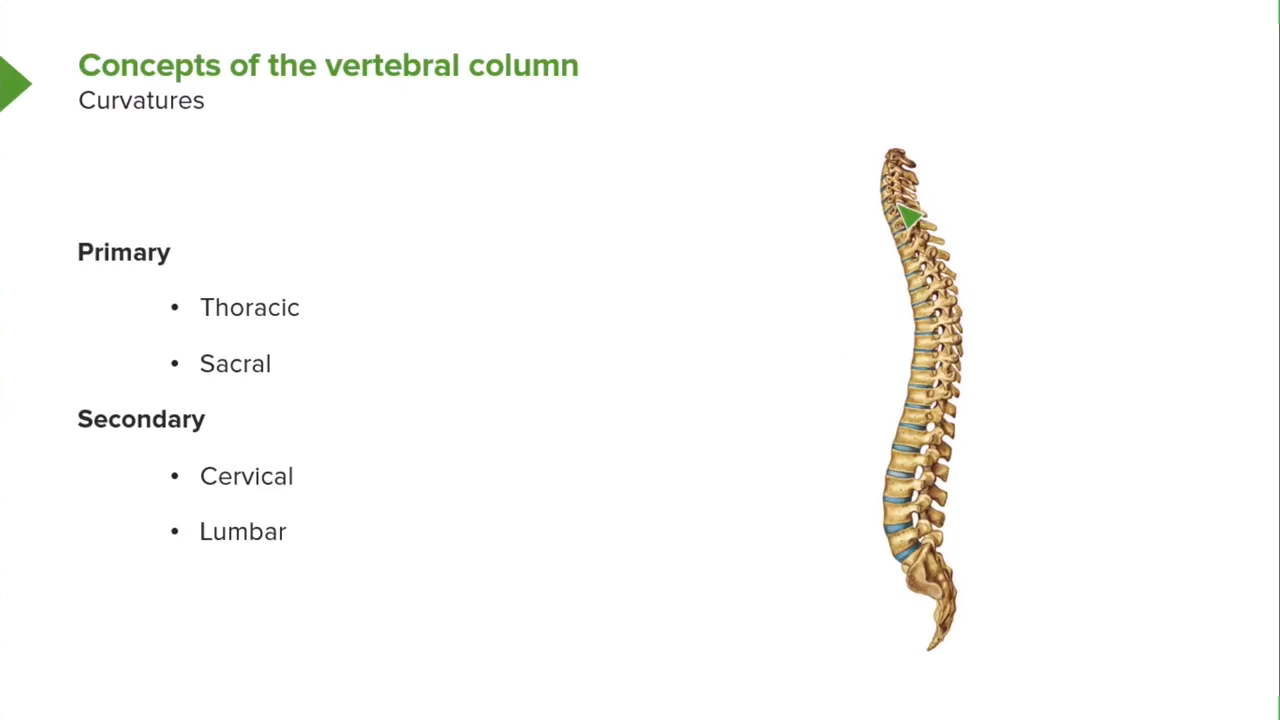 Concepts of the vertebral column
Curvatures
Primary
• Thoracic
• Sacral
Secondary
• Cervical
• Lumbar